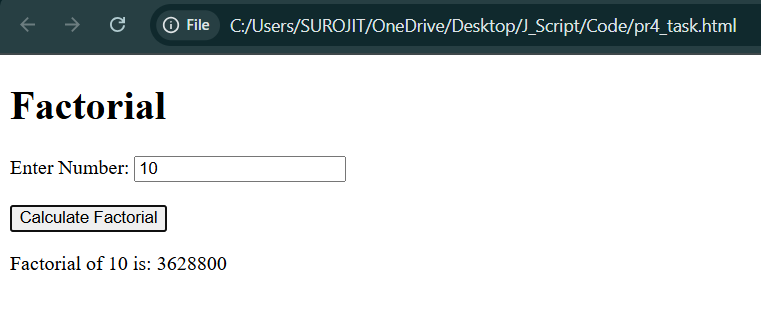 File C:/Users/SUROJIT/OneDrive/Desktop/J_Script/Code/pr4_task.html
Factorial
Enter Number: 10
Calculate Factorial
Factorial of 10 is: 3628800